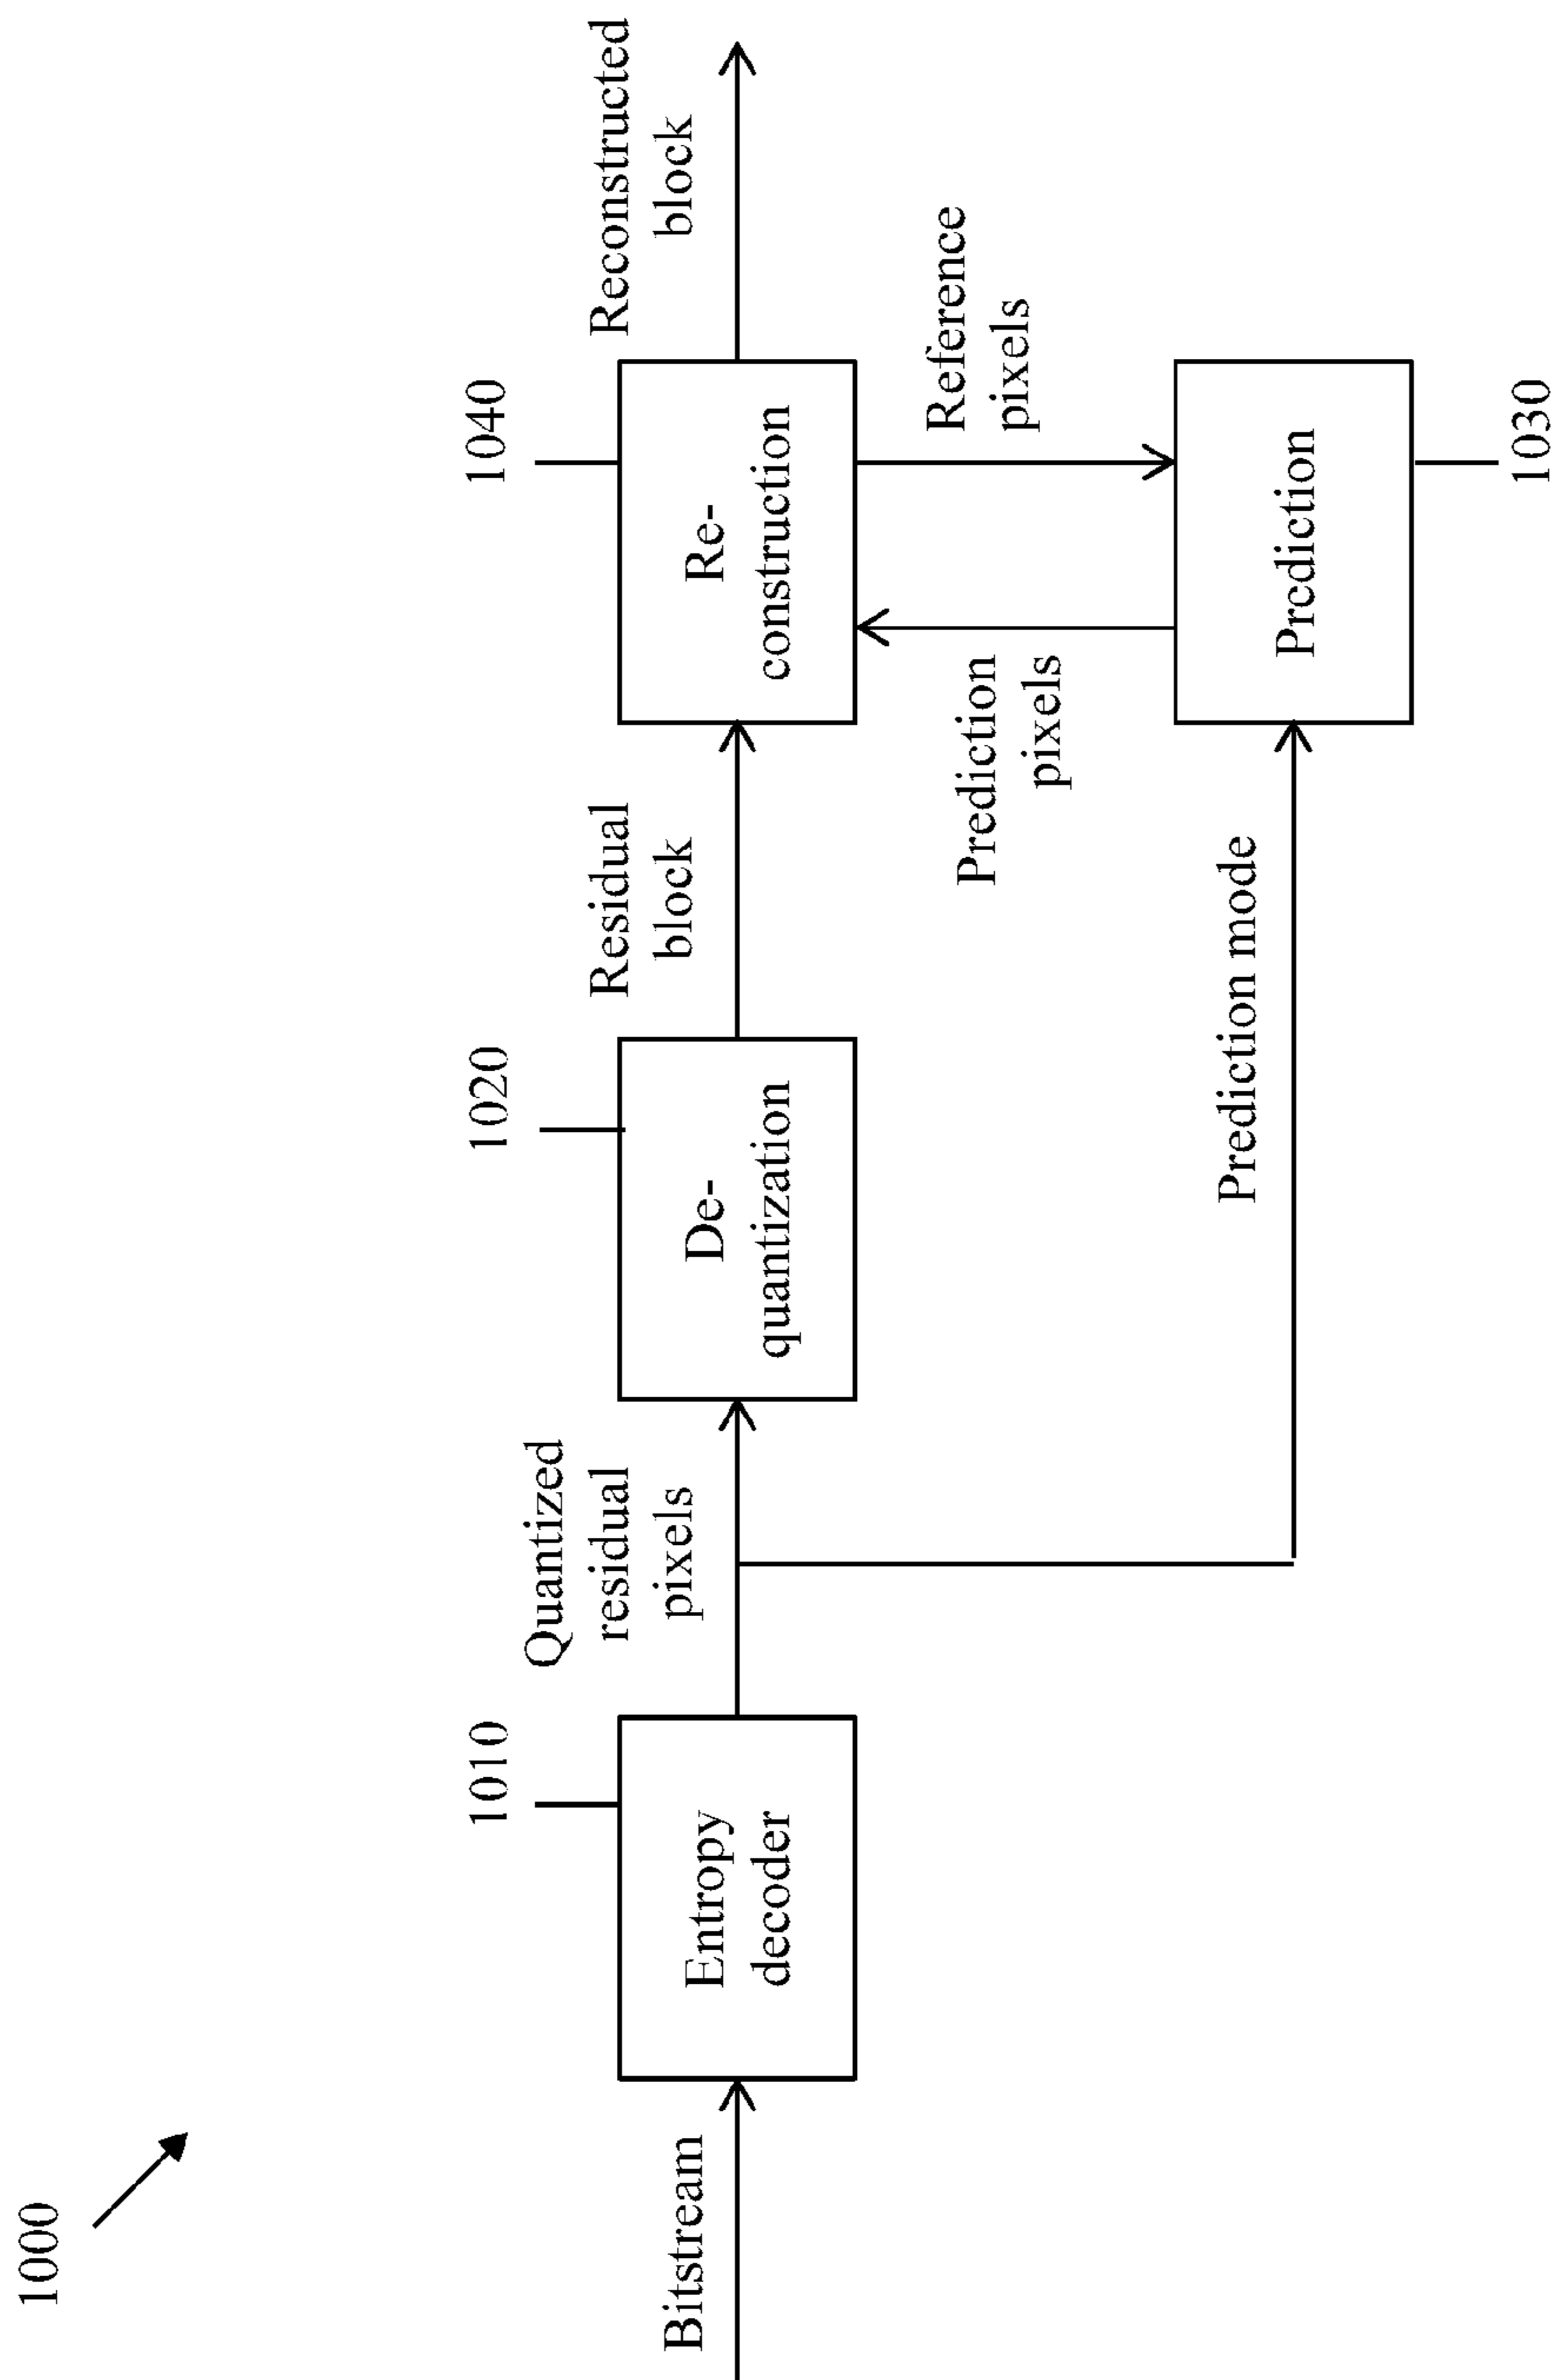 1000
Bitstream
1010
Entropy
decoder
Quantized
residual
pixels
1020
De-
quantization
Residual
block
1040
Re-
construction
Reconstructed
block
Prediction
pixels
Reference
pixels
Prediction mode
Prediction
1030